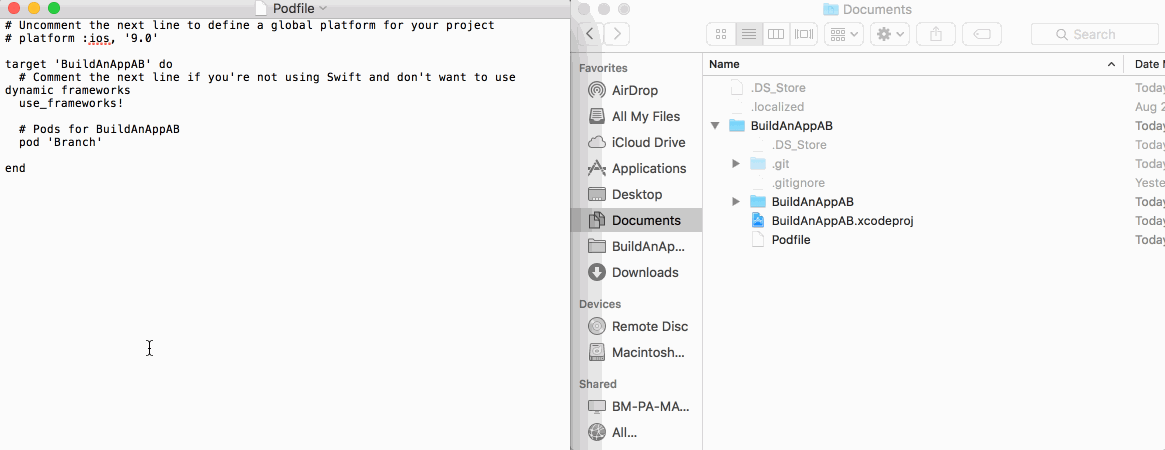 Podfile
# Uncomment the next line to define a global platform for your project
# platform :ios, '9.0'
target 'BuildAnAppAB' do
# Comment the next line if you're not using Swift and don't want to use
dynamic frameworks
use_frameworks!
# Pods for BuildAnAppAB
pod 'Branch'
end
Documents
Search
Favorites
AirDrop
All My Files
iCloud Drive
Applications
Desktop
Documents
BuildAnAp...
Downloads
Devices
Remote Disc
Macintosh...
Shared
BM-PA-MA...
All...
Name
Date M
.DS_Store
Today
.localized
Aug 2
BuildAnAppAB
Today
.DS_Store
Today
.git
Today
.gitignore
Yeste
BuildAnAppAB
Today
BuildAnAppAB.xcodeproj
Today
Podfile
Today